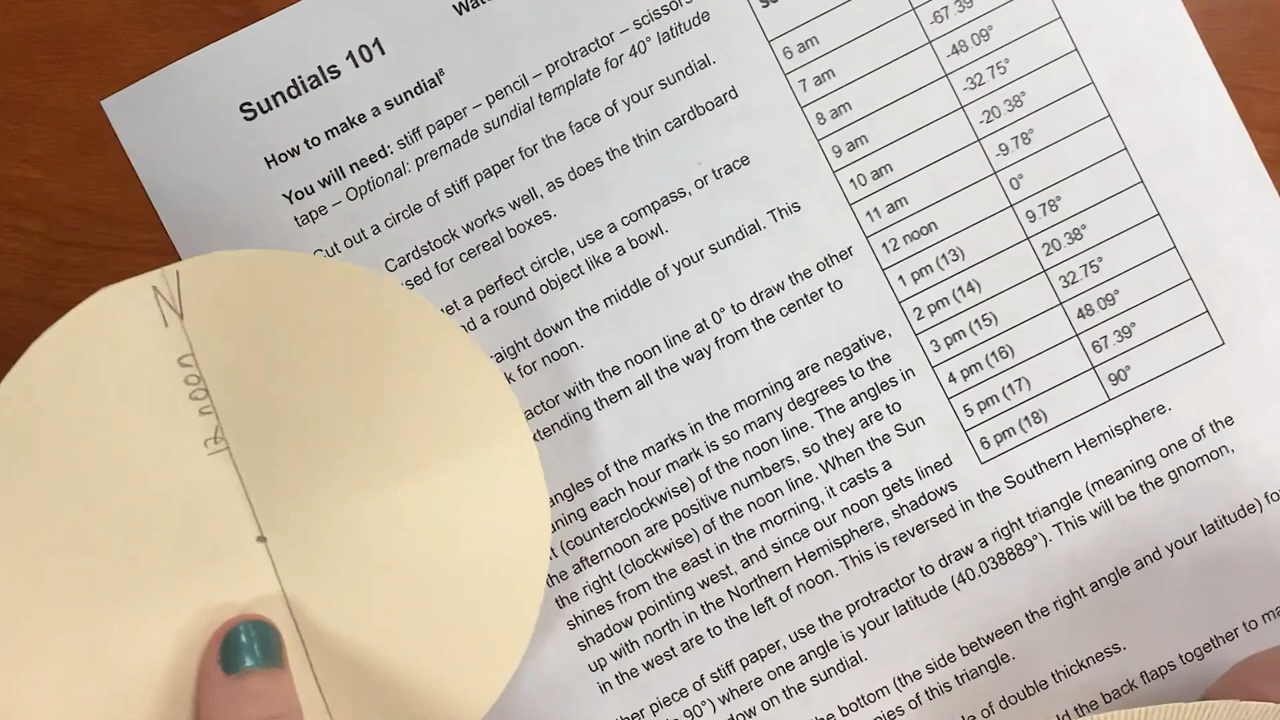 Sundials 101
How to make a sundial⁸
You will need: stiff paper – pencil – protractor – scissors
tape – Optional: premade sundial template for 40° latitude
Cut out a circle of stiff paper for the face of your sundial.
Cardstock works well, as does the thin cardboard
sed for cereal boxes.
et a perfect circle, use a compass, or trace
nd a round object like a bowl.
raight down the middle of your sundial. This
k for noon.
actor with the noon line at 0° to draw the other
xtending them all the way from the center to
angles of the marks in the morning are negative,
ning each hour mark is so many degrees to the
t (counterclockwise) of the noon line. The angles in
the afternoon are positive numbers, so they are to
the right (clockwise) of the noon line. When the Sun
shines from the east in the morning, it casts a
shadow pointing west, and since our noon gets lined
up with north in the Northern Hemisphere, shadows
in the west are to the left of noon. This is reversed in the Southern Hemisphere.
her piece of stiff paper, use the protractor to draw a right triangle (meaning one of the
90°) where one angle is your latitude (40.038889°). This will be the gnomon,
dow on the sundial.
the bottom (the side between the right angle and your latitude) fo
pies of this triangle.
le of double thickness.
ld the back flaps together to ma
-67.39°
6 am -48.09°
7 am -32.75°
8 am -20.38°
9 am -9.78°
10 am 0°
11 am 9.78°
12 noon 20.38°
1 pm (13) 32.75°
2 pm (14) 48.09°
3 pm (15) 67.39°
4 pm (16) 90°
5 pm (17)
6 pm (18)
N
12 noon